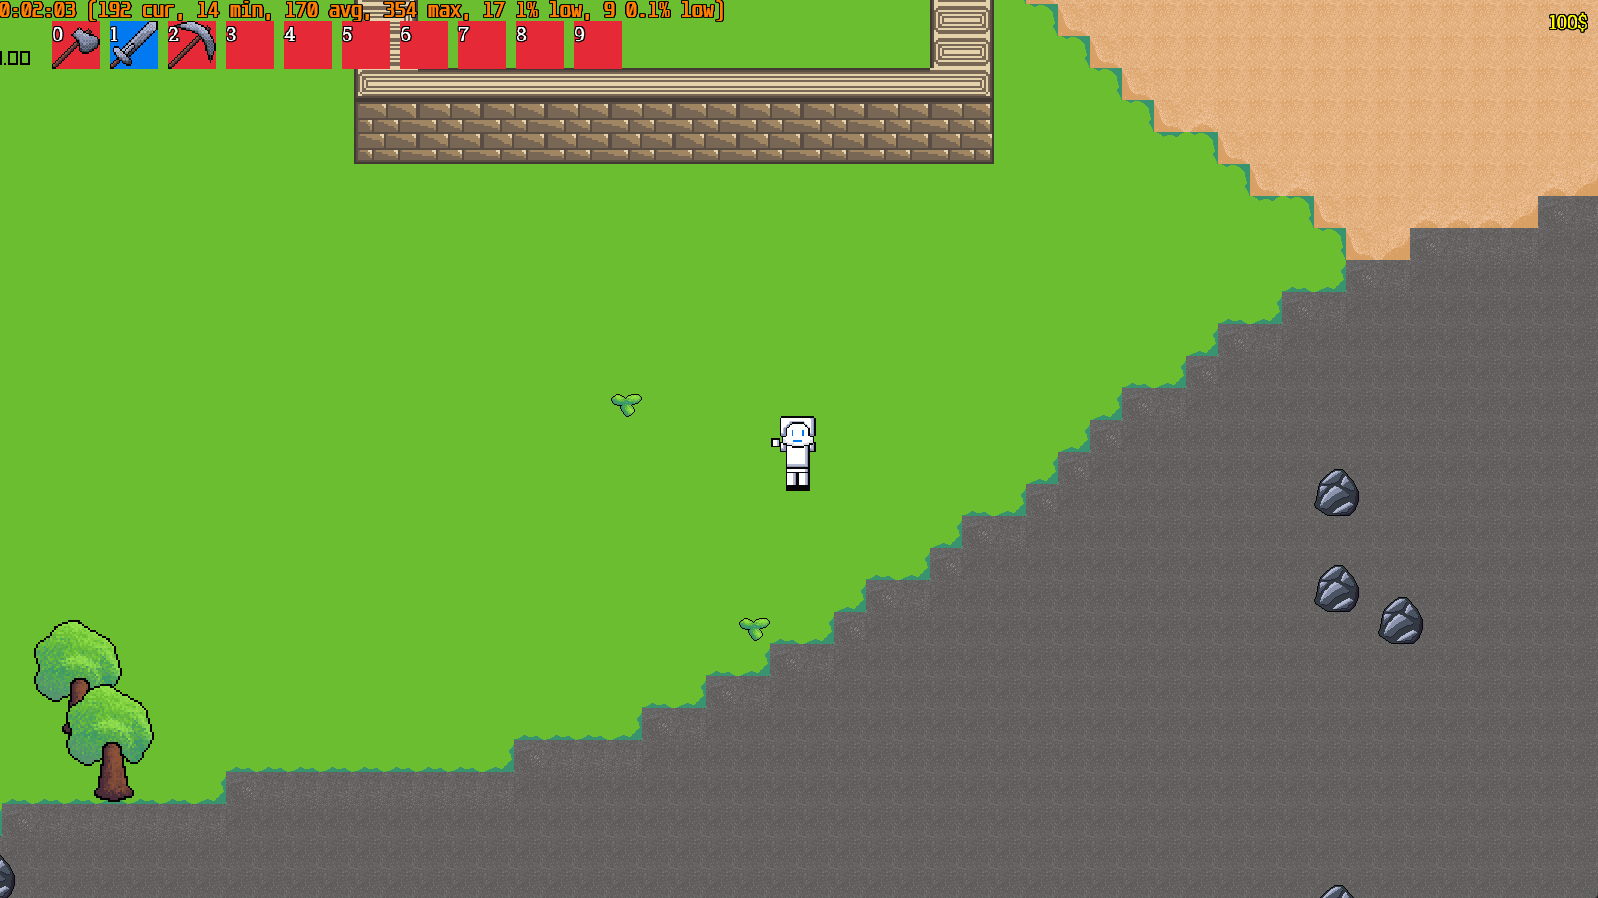 0:02:03 (192 cur, 14 min, 170 avg, 354 max, 17 1% low, 9 0.1% low)
100$
0 1 2 3 4 5 6 7 8 9
.00